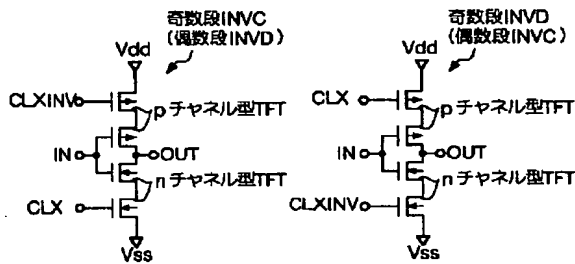 奇数段INVC
(偶数段INVD)
Vdd
CLXINV
pチャネル型TFT
IN
OUT
nチャネル型TFT
CLX
Vss
奇数段INVD
(偶数段INVC)
Vdd
CLX
pチャネル型TFT
IN
OUT
nチャネル型TFT
CLXINV
Vss